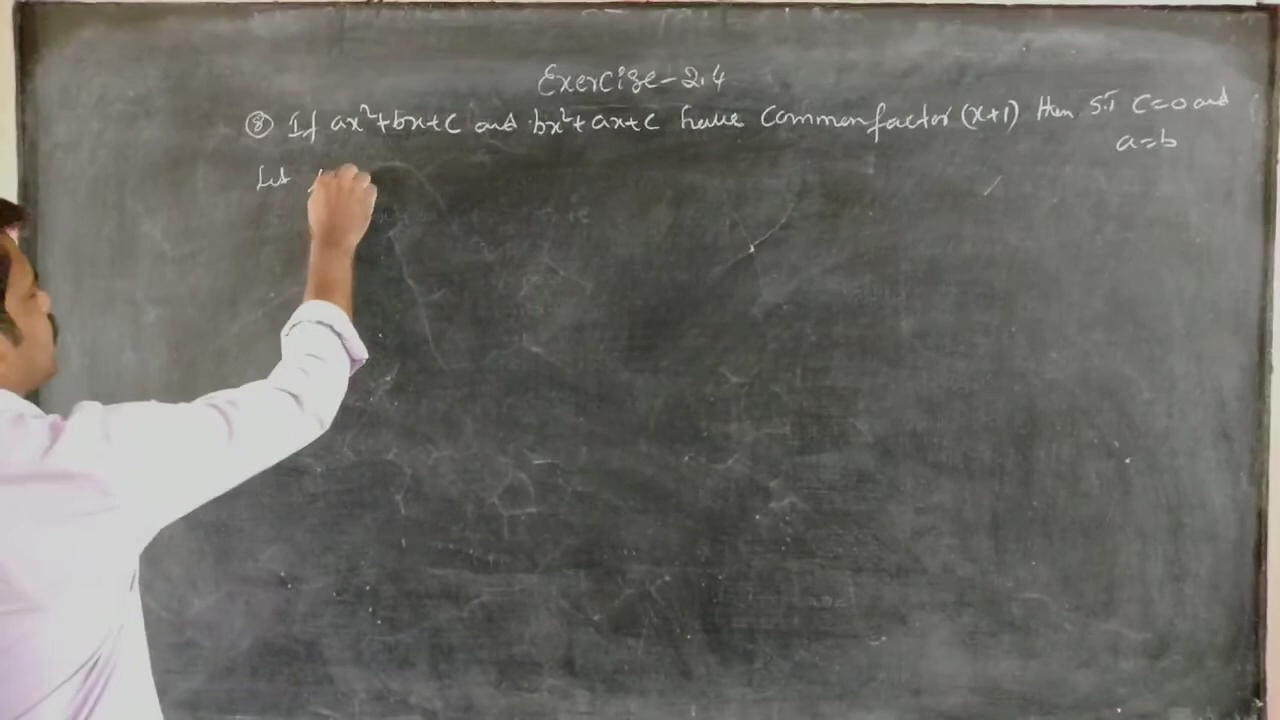 Exercise-2.4
⑧ If ax²+bx+c and bx²+ax+c have Common factor (x+1) then S.T C=0 and
a=b
Let